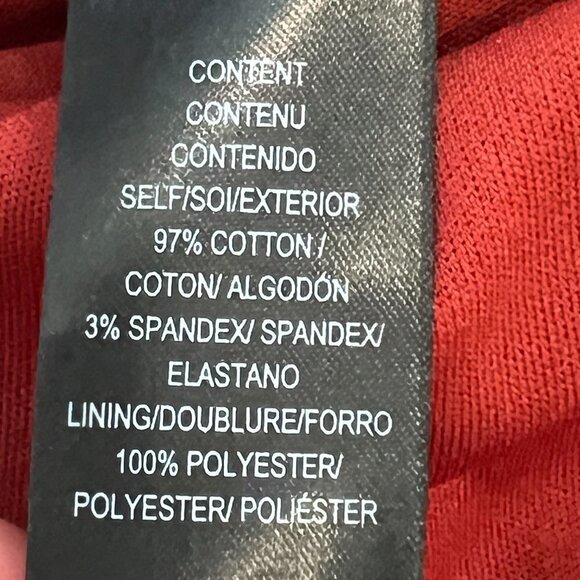 CONTENT
CONTENU
CONTENIDO
SELF/SOI/EXTERIOR
97% COTTON/
COTON/ ALGODÓN
3% SPANDEX/ SPANDEX/
ELASTANO
LINING/DOUBLURE/FORRO
100% POLYESTER/
POLYESTER/ POLIÉSTER